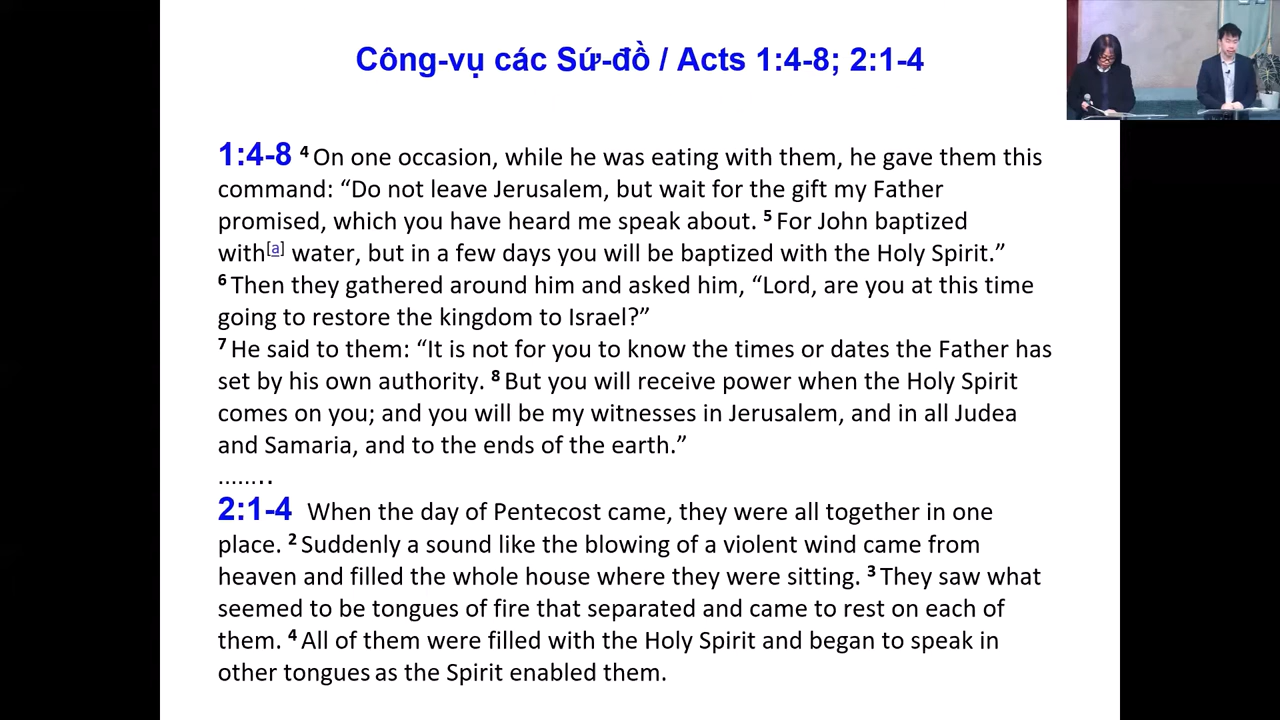 Công-vụ các Sứ-đồ / Acts 1:4-8; 2:1-4
1:4-8 ⁴ On one occasion, while he was eating with them, he gave them this
command: “Do not leave Jerusalem, but wait for the gift my Father
promised, which you have heard me speak about. ⁵ For John baptized
with[a] water, but in a few days you will be baptized with the Holy Spirit.”
⁶ Then they gathered around him and asked him, “Lord, are you at this time
going to restore the kingdom to Israel?”
⁷ He said to them: “It is not for you to know the times or dates the Father has
set by his own authority. ⁸ But you will receive power when the Holy Spirit
comes on you; and you will be my witnesses in Jerusalem, and in all Judea
and Samaria, and to the ends of the earth.”
........
2:1-4 When the day of Pentecost came, they were all together in one
place. ² Suddenly a sound like the blowing of a violent wind came from
heaven and filled the whole house where they were sitting. ³ They saw what
seemed to be tongues of fire that separated and came to rest on each of
them. ⁴ All of them were filled with the Holy Spirit and began to speak in
other tongues as the Spirit enabled them.